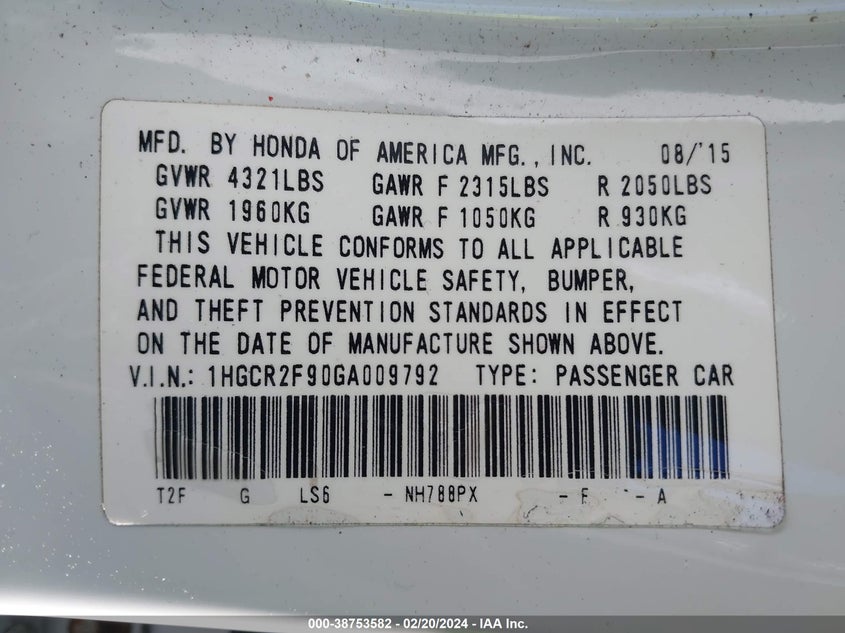 MFD. BY HONDA OF AMERICA MFG., INC. 08/'15
GVWR 4321LBS GAWR F 2315LBS R 2050LBS
GVWR 1960KG GAWR F 1050KG R 930KG
THIS VEHICLE CONFORMS TO ALL APPLICABLE
FEDERAL MOTOR VEHICLE SAFETY, BUMPER,
AND THEFT PREVENTION STANDARDS IN EFFECT
ON THE DATE OF MANUFACTURE SHOWN ABOVE.
V.I.N.: 1HGCR2F90GA009792 TYPE: PASSENGER CAR
T2F G LS6 - NH788PX - F - A
000-38753582 - 02/20/2024 - IAA Inc.